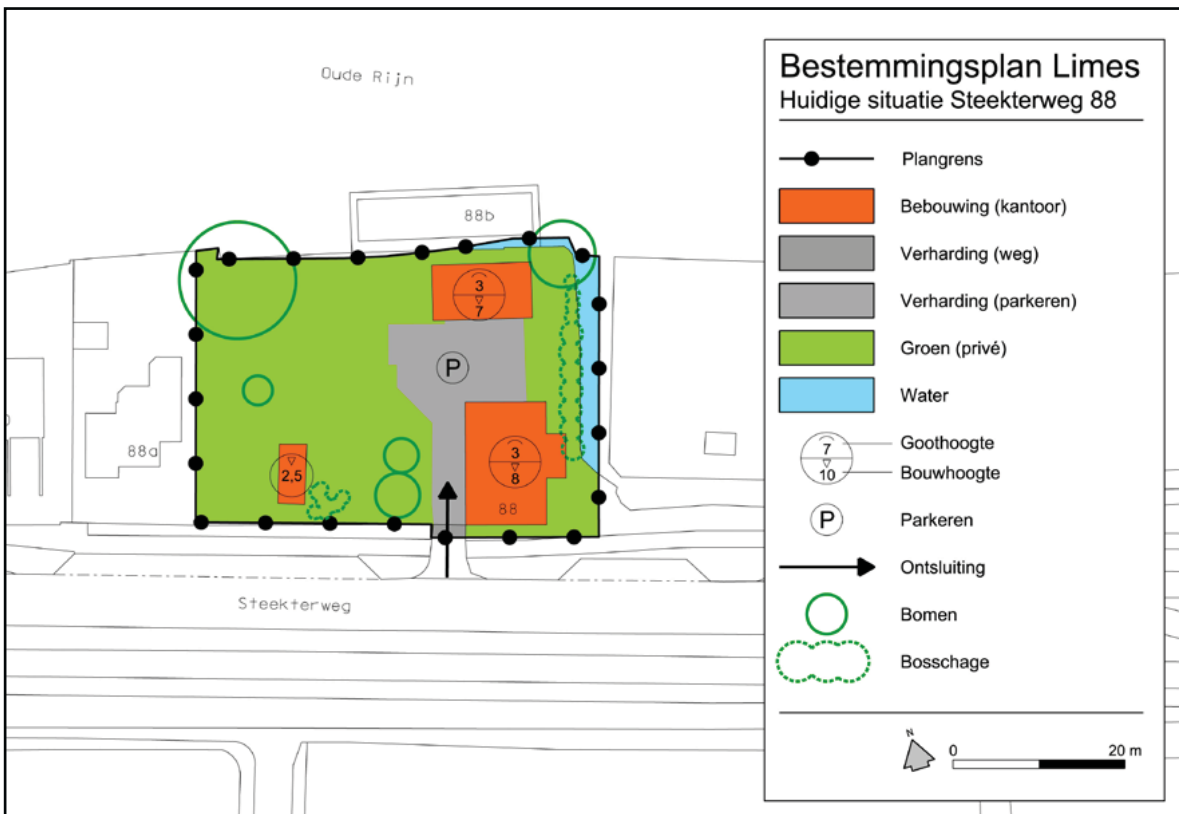 Oude Rijn
88b
3
7
P
88a
2,5
3
8
88
Steekterweg
Bestemmingsplan Limes
Huidige situatie Steekterweg 88
Plangrens
Bebouwing (kantoor)
Verharding (weg)
Verharding (parkeren)
Groen (privé)
Water
7 Goothoogte
10 Bouwhoogte
P Parkeren
Ontsluiting
Bomen
Bosschage
N
0 20 m